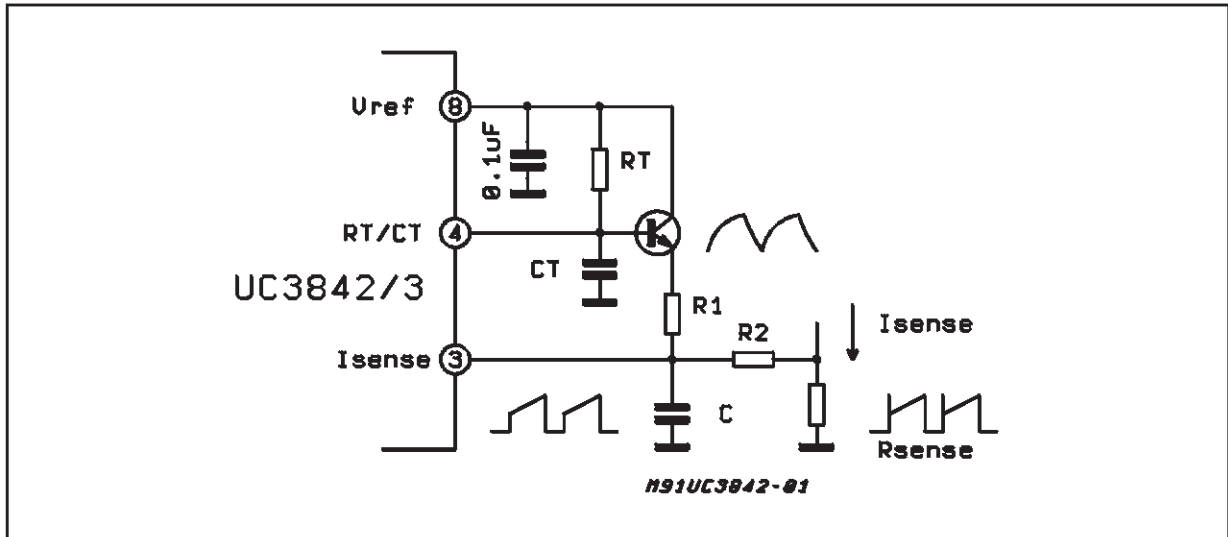 Vref
8
0.1uF
RT
RT/CT
4
CT
UC3842/3
R1
R2
Isense
Isense
3
C
Rsense
M91UC3842-01